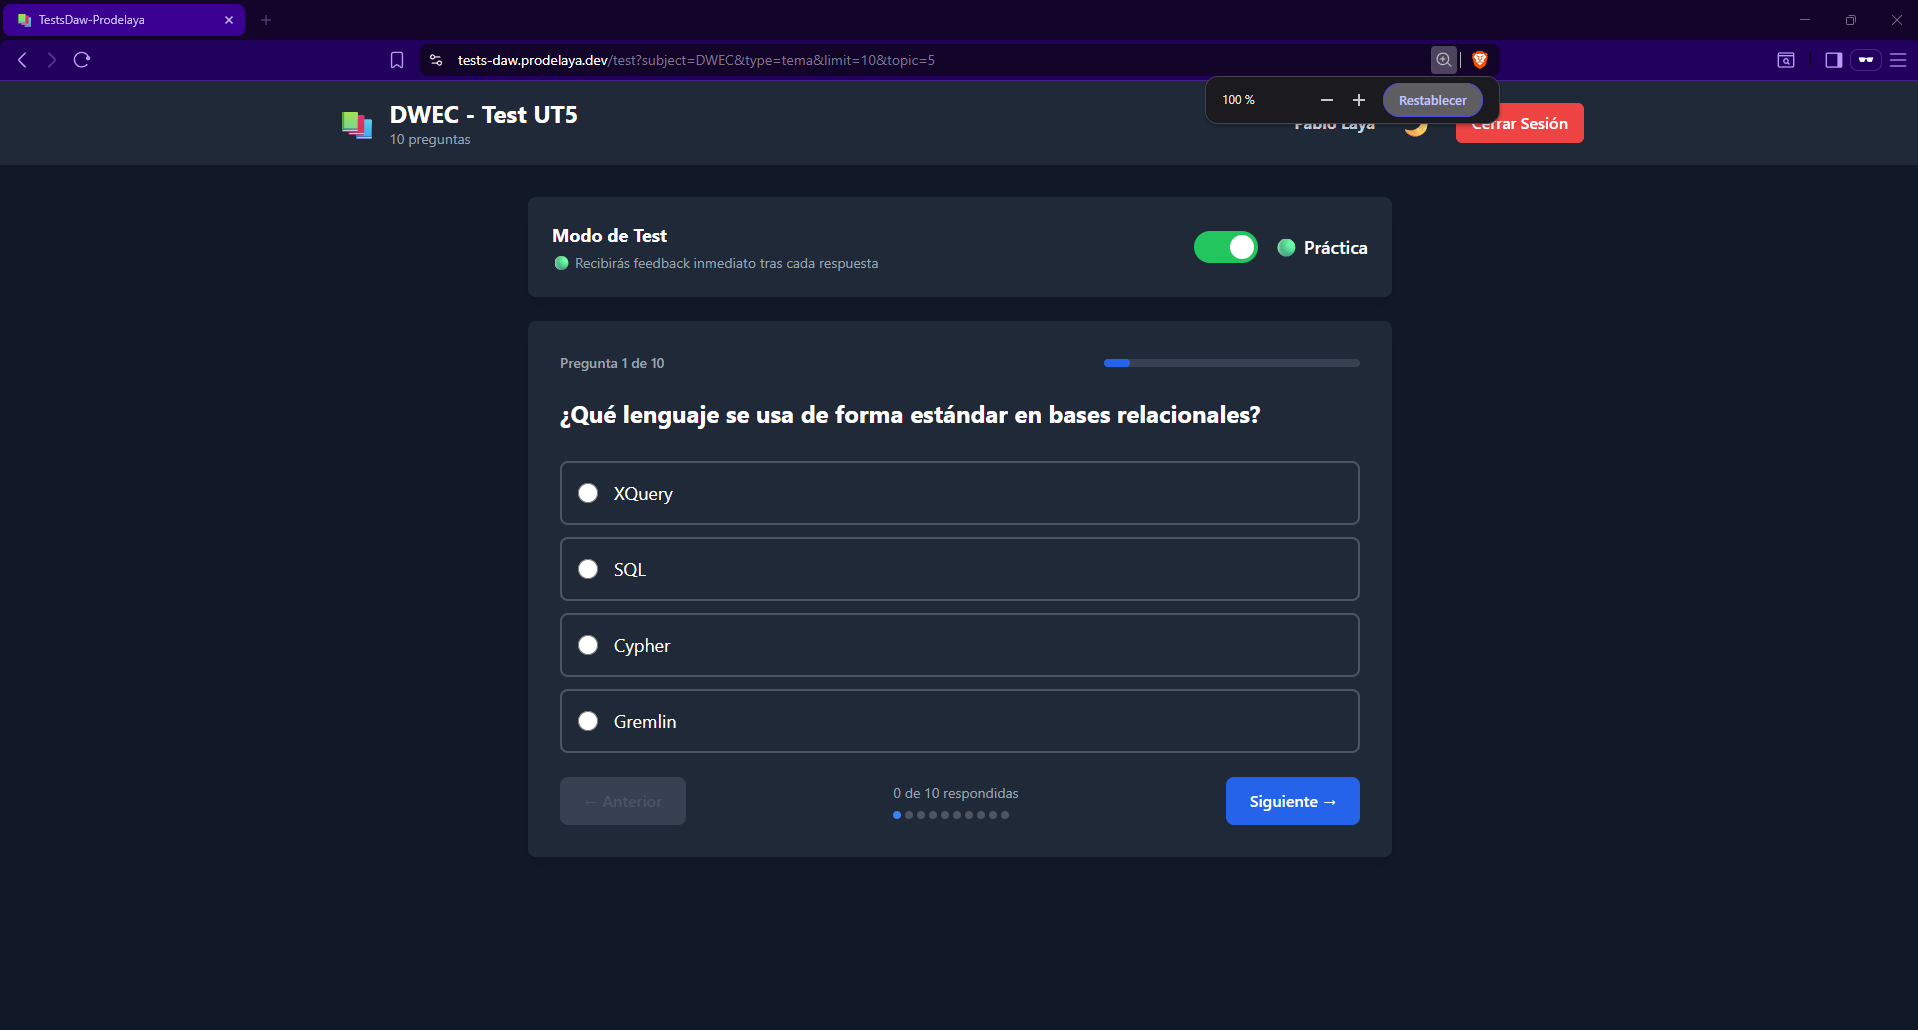 TestsDaw-Prodelaya
tests-daw.prodelaya.dev/test?subject=DWEC&type=tema&limit=10&topic=5
100 %
Restablecer
DWEC - Test UT5
10 preguntas
Pablo Laya
Cerrar Sesión
Modo de Test
Recibirás feedback inmediato tras cada respuesta
Práctica
Pregunta 1 de 10
¿Qué lenguaje se usa de forma estándar en bases relacionales?
XQuery
SQL
Cypher
Gremlin
← Anterior
0 de 10 respondidas
Siguiente →